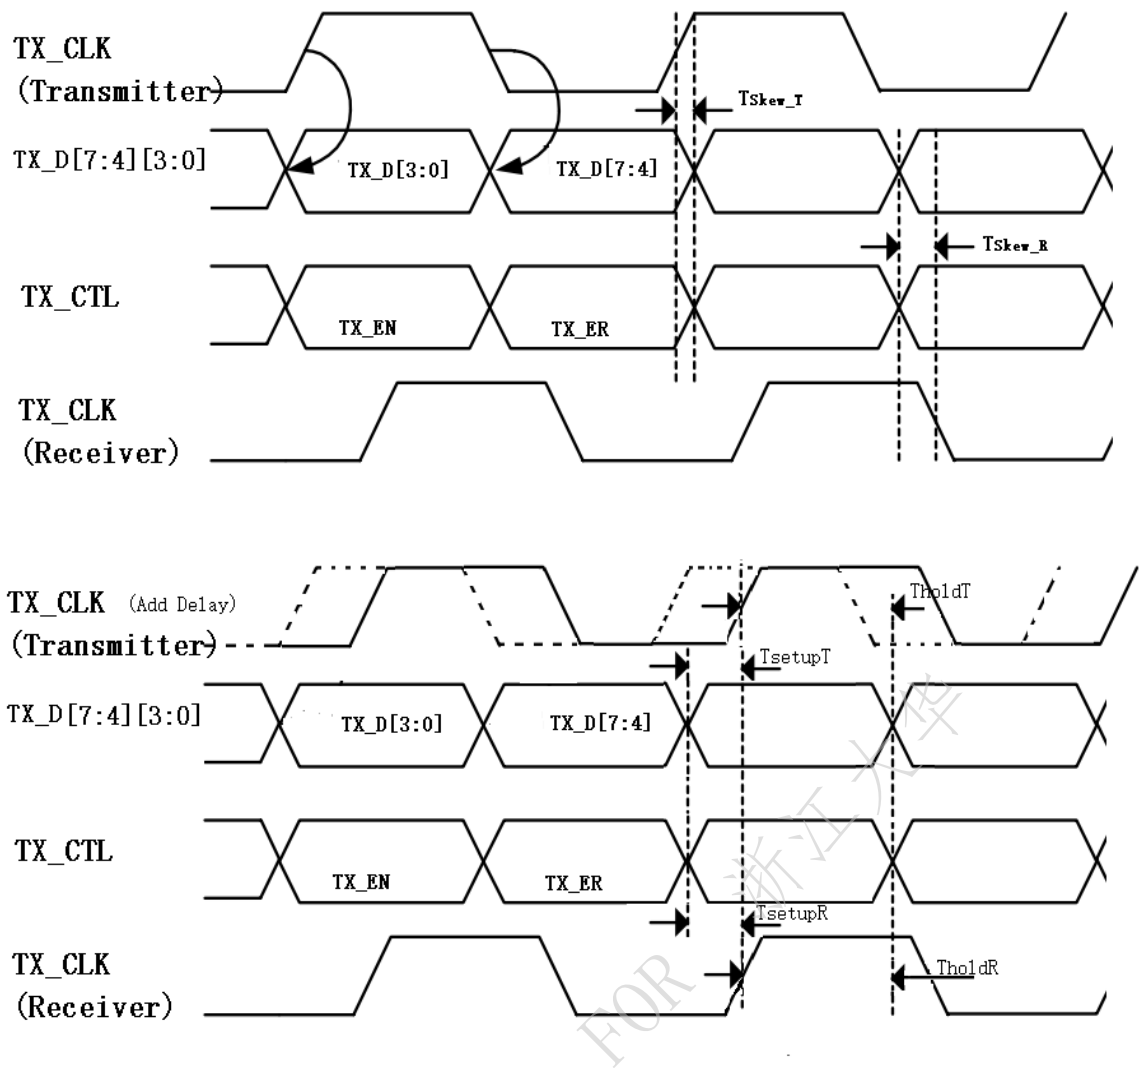 TX_CLK
(Transmitter)
Tskew_T
TX_D[7:4][3:0]
TX_D[3:0]
TX_D[7:4]
Tskew_R
TX_CTL
TX_EN
TX_ER
TX_CLK
(Receiver)
TX_CLK (Add Delay)
(Transmitter)
TholdT
TsetupT
TX_D[7:4][3:0]
TX_D[3:0]
TX_D[7:4]
TX_CTL
TX_EN
TX_ER
TsetupR
TX_CLK
(Receiver)
TholdR
FOR 浙江大华